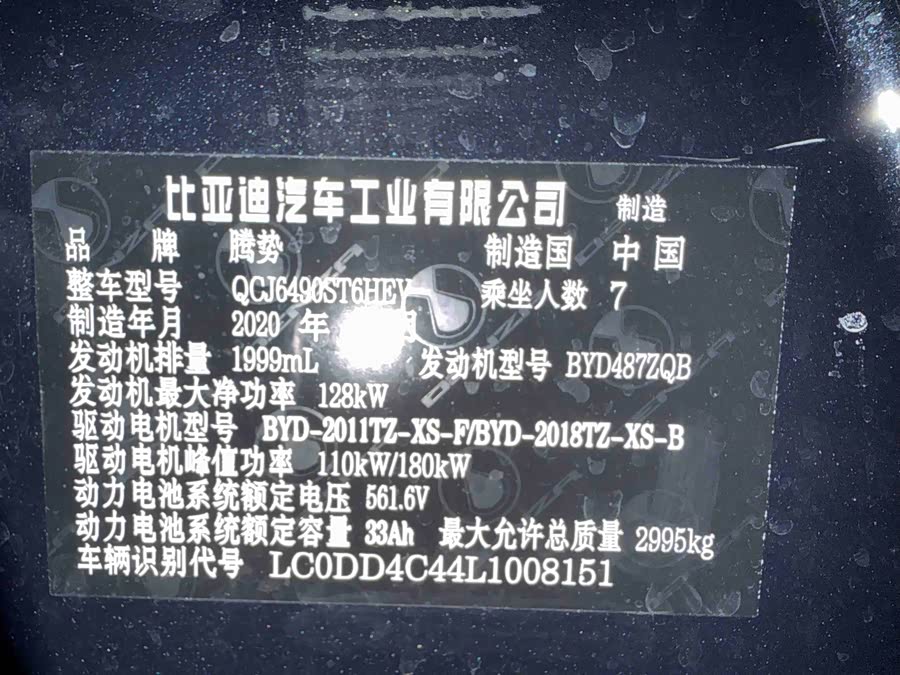 比亚迪汽车工业有限公司 制造
品 牌 腾势 制造国 中国
整车型号 QCJ6490ST6HEV 乘坐人数 7
制造年月 2020 年 月
发动机排量 1999mL 发动机型号 BYD487ZQB
发动机最大净功率 128kW
驱动电机型号 BYD-2011TZ-XS-F/BYD-2018TZ-XS-B
驱动电机峰值功率 110kW/180kW
动力电池系统额定电压 561.6V
动力电池系统额定容量 33Ah 最大允许总质量 2995kg
车辆识别代号 LC0DD4C44L1008151